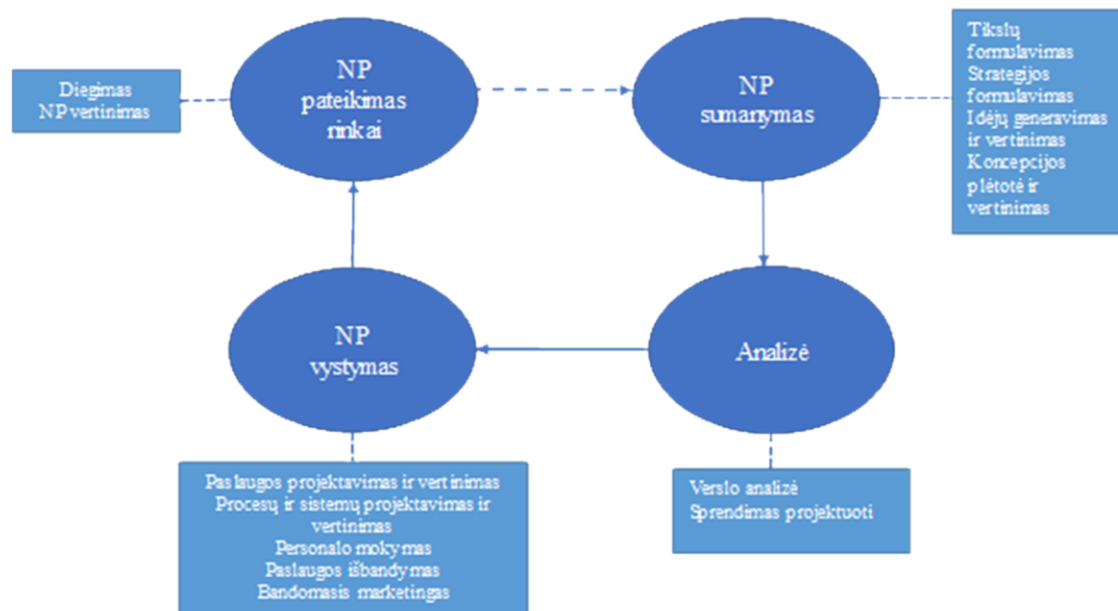 NP
pateikimas
rinkai
NP
sumanymas
Diegimas
NP vertinimas
Tikslų
formulavimas
Strategijos
formulavimas
Idėjų generavimas
ir vertinimas
Koncepcijos
plėtotė ir
vertinimas
NP
vystymas
Analizė
Paslaugos projektavimas ir vertinimas
Procesų ir sistemų projektavimas ir
vertinimas
Personalo mokymas
Paslaugos išbandymas
Bandomasis marketingas
Verslo analizė
Sprendimas projektuoti